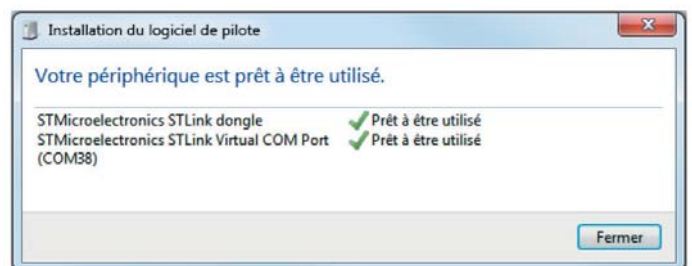 Installation du logiciel de pilote
Votre périphérique est prêt à être utilisé.
STMicroelectronics STLink dongle Prêt à être utilisé
STMicroelectronics STLink Virtual COM Port Prêt à être utilisé
(COM38)
Fermer